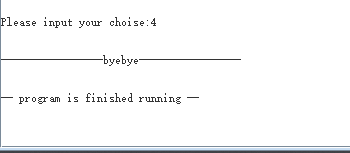 Please input your choise:4
—————————————————byebye—————————————————
—— program is finished running ——